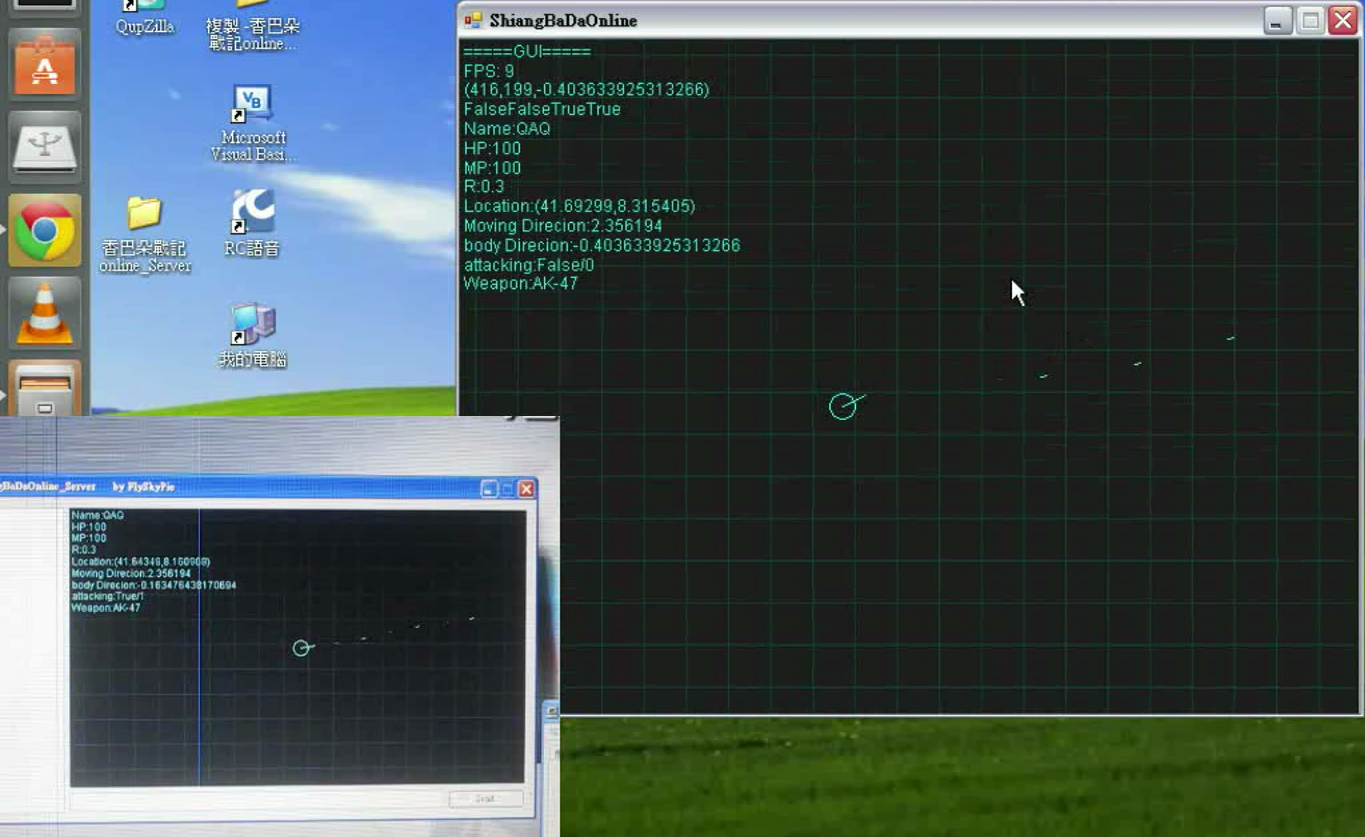 QupZilla
複製 -香巴朵
戰記online...
Microsoft
Visual Basi...
香巴朵戰記
online_Server
RC語音
我的電腦
ShiangBaDaOnline
=====GUI=====
FPS: 9
(416,199,-0.403633925313266)
FalseFalseTrueTrue
Name:QAQ
HP:100
MP:100
R:0.3
Location:(41.69299,8.315405)
Moving Direcion:2.356194
body Direcion:-0.403633925313266
attacking:False/0
Weapon:AK-47
gBaDaOnline_Server by FlySkyPie
Name:QAQ
HP:100
MP:100
R:0.3
Location:(41.64348,8.160909)
Moving Direcion:2.356194
body Direcion:-0.163476438170694
attacking:True/1
Weapon:AK-47
Send